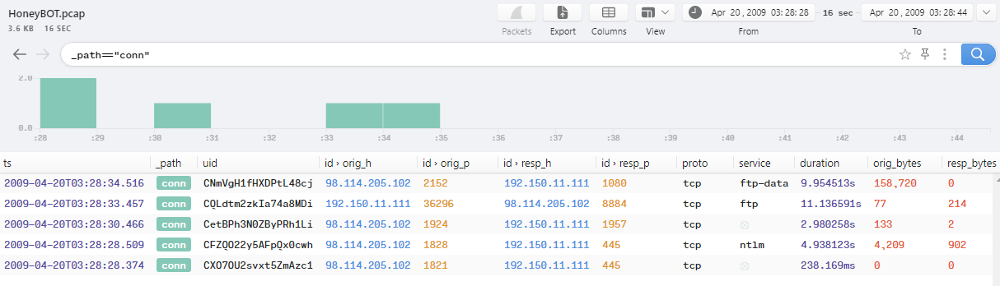 HoneyBOT.pcap
3.6 KB 16 SEC
Packets
Export
Columns
View
Apr 20 , 2009 03: 28: 28
16 sec
Apr 20 , 2009 03: 28: 44
From
To
_path=="conn"
2.0
0.0
:28 :29 :30 :31 :32 :33 :34 :35 :36 :37 :38 :39 :40 :41 :42 :43 :44
ts _path uid id › orig_h id › orig_p id › resp_h id › resp_p proto service duration orig_bytes resp_bytes
2009-04-20T03:28:34.516 conn CNmVgH1fHXDPtL48cj 98.114.205.102 2152 192.150.11.111 1080 tcp ftp-data 9.954513s 158,720 0
2009-04-20T03:28:33.457 conn CQLdtm2zkIa74a8MDi 192.150.11.111 36296 98.114.205.102 8884 tcp ftp 11.136591s 77 214
2009-04-20T03:28:30.466 conn CetBPh3N0ZByPRh1Li 98.114.205.102 1924 192.150.11.111 1957 tcp 2.980258s 133 2
2009-04-20T03:28:28.509 conn CFZQO22y5AFpQx0cwh 98.114.205.102 1828 192.150.11.111 445 tcp ntlm 4.938123s 4,209 902
2009-04-20T03:28:28.374 conn CXO7OU2svxt5ZmAzc1 98.114.205.102 1821 192.150.11.111 445 tcp 238.169ms 0 0